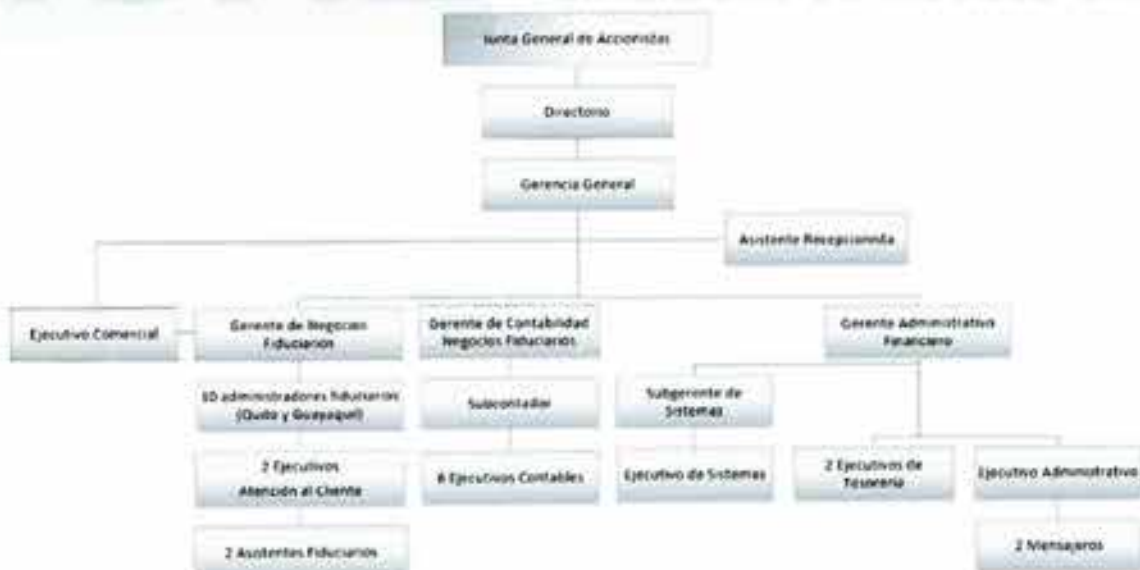 Junta General de Accionistas
Directorio
Gerencia General
Asistente Recepcionista
Ejecutivo Comercial
Gerente de Negocios
Fiduciarios
Gerente de Contabilidad
Negocios Fiduciarios
Gerente Administrativo
Financiero
10 administradores fiduciarios
(Quito y Guayaquil)
Subcontador
Subgerente de
Sistemas
2 Ejecutivos
Atención al Cliente
6 Ejecutivos Contables
Ejecutivo de Sistemas
2 Ejecutivos de
Tesorería
Ejecutivo Administrativo
2 Asistentes Fiduciarios
2 Mensajeros